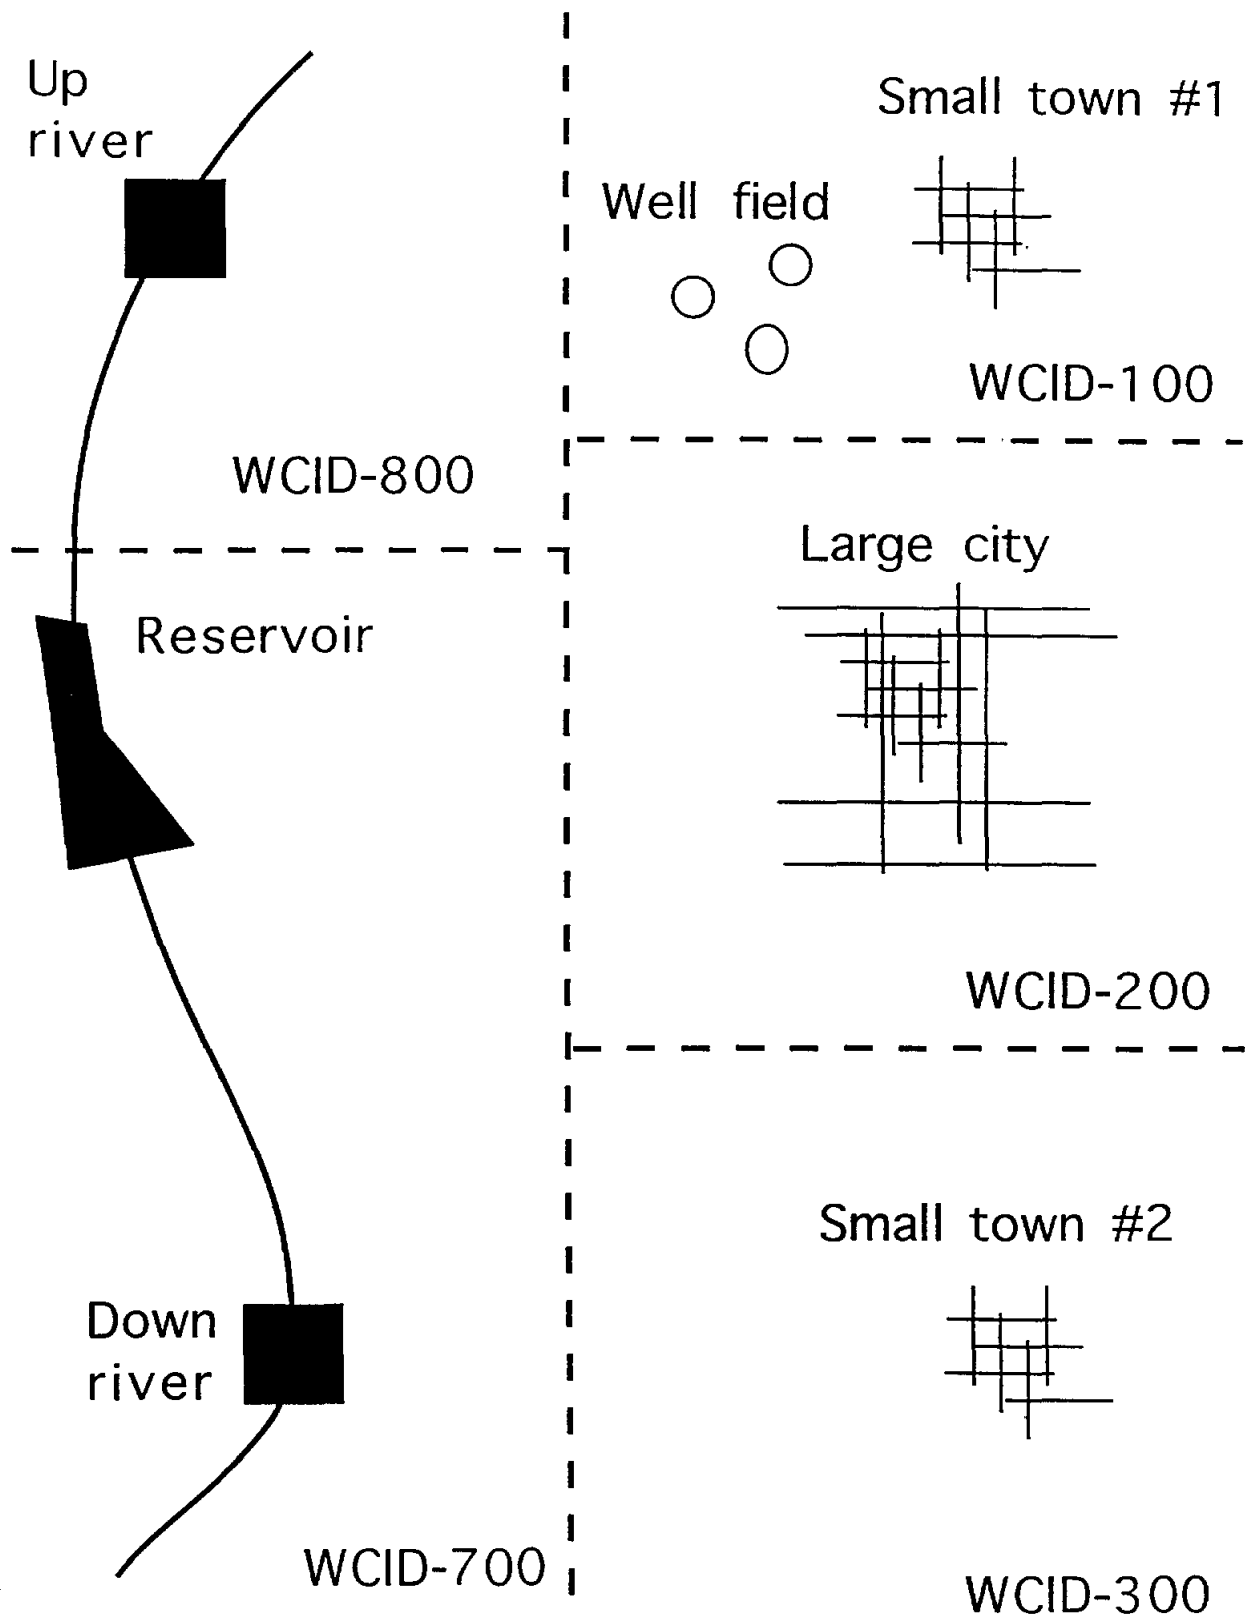 Up
river
Small town #1
Well field
WCID-100
WCID-800
Large city
Reservoir
WCID-200
Small town #2
Down
river
WCID-700
WCID-300